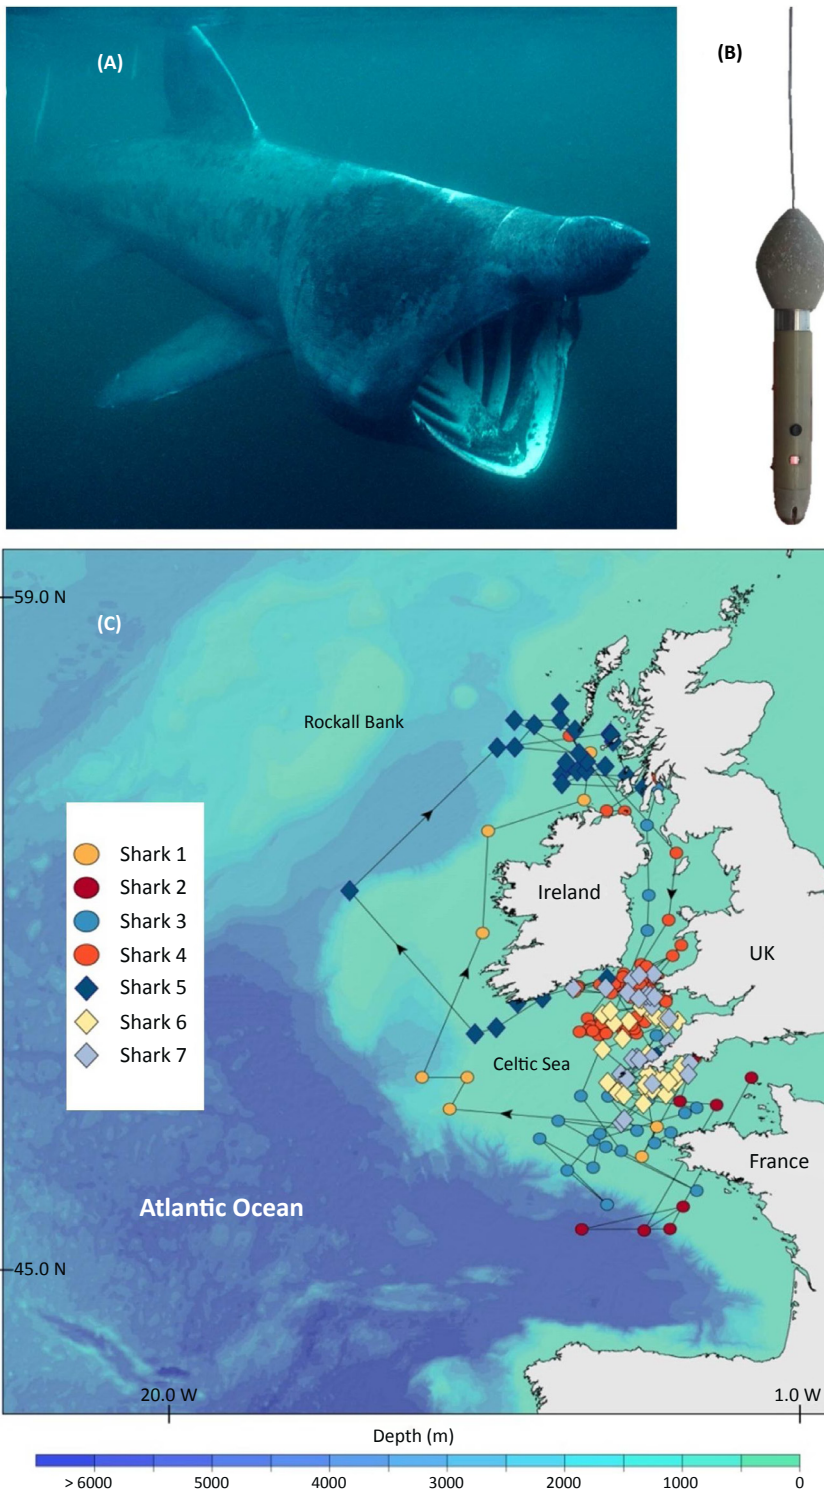 (A)
(B)
59.0 N
(C)
Rockall Bank
Shark 1
Shark 2
Shark 3
Shark 4
Shark 5
Shark 6
Shark 7
Ireland
UK
Celtic Sea
France
Atlantic Ocean
45.0 N
20.0 W
1.0 W
Depth (m)
> 6000 5000 4000 3000 2000 1000 0